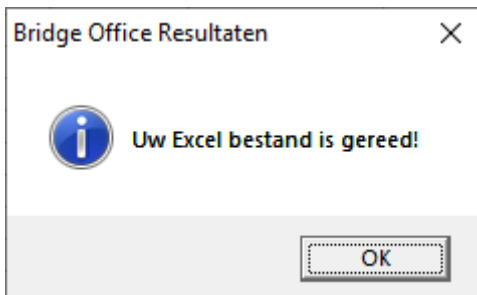 Bridge Office Resultaten
Uw Excel bestand is gereed!
OK